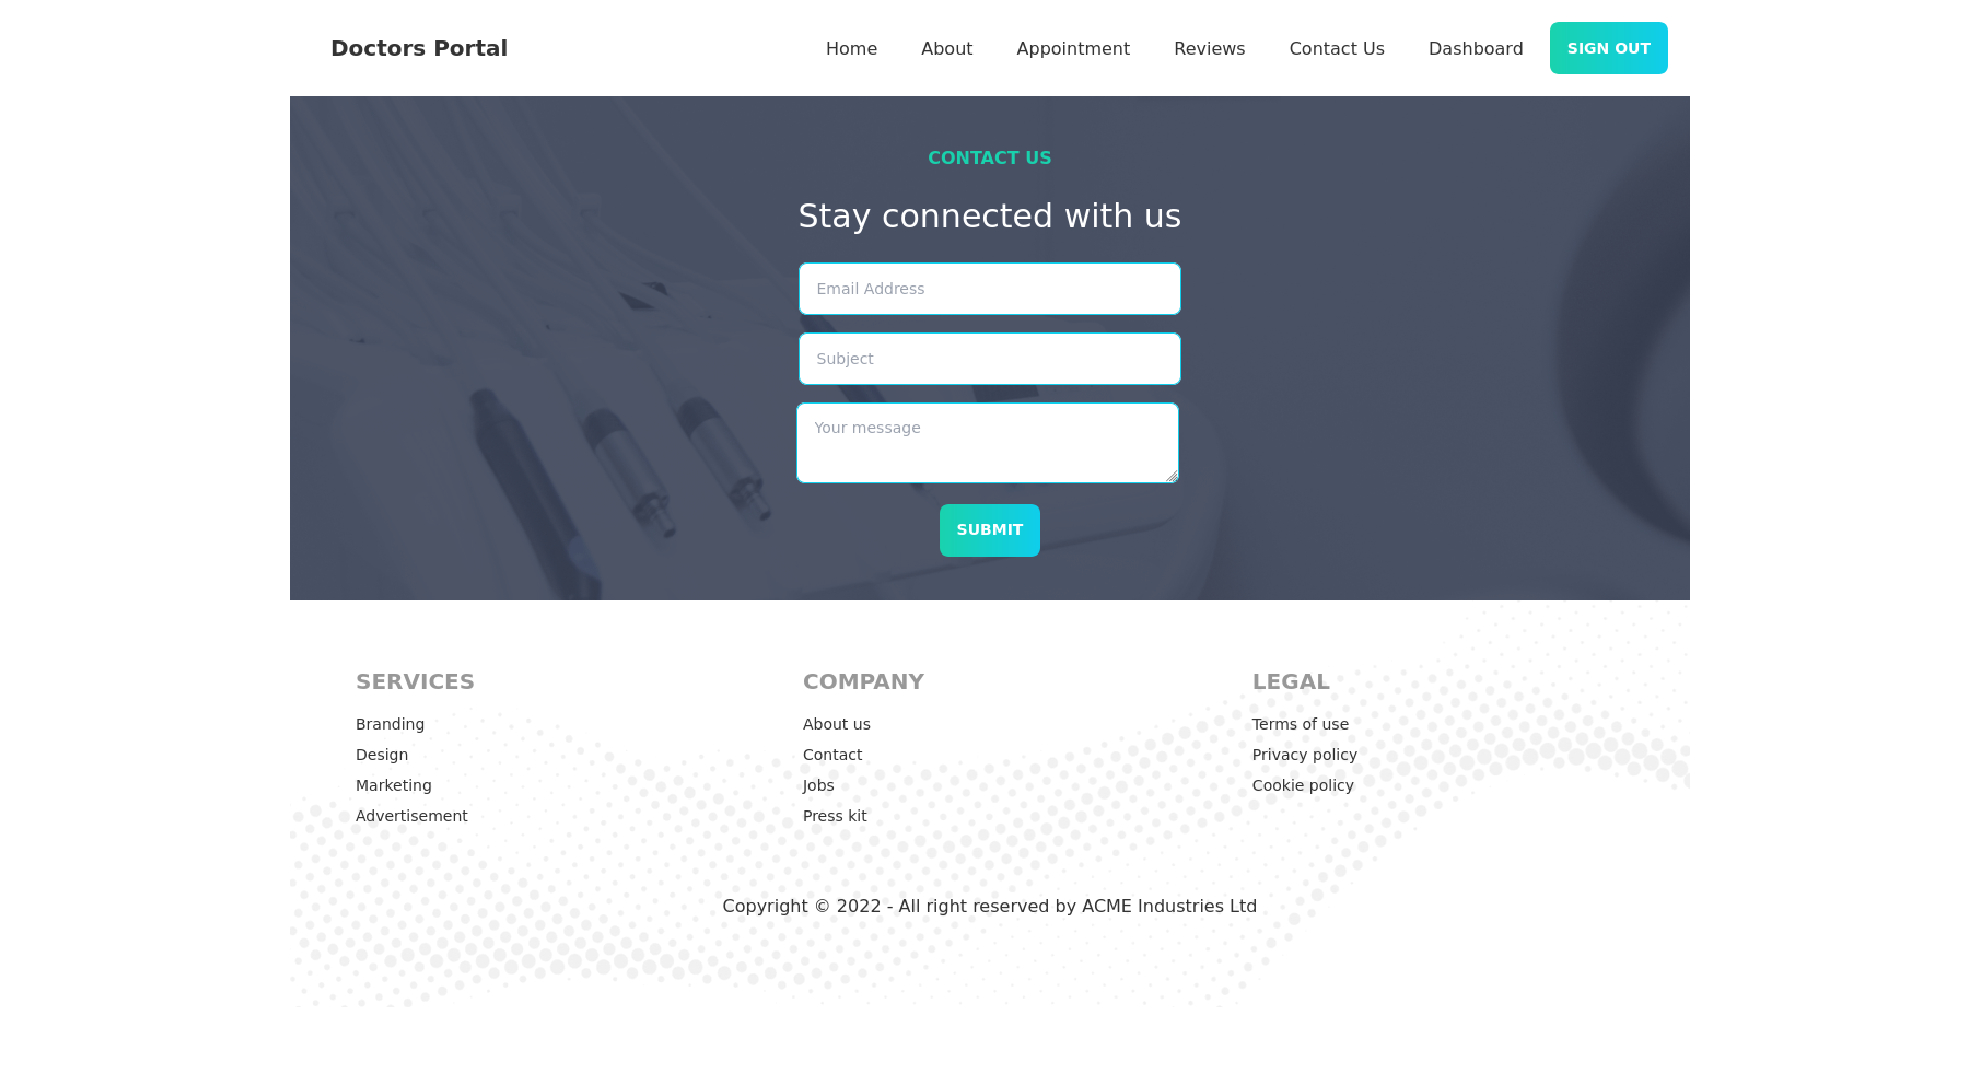 Doctors Portal
Home
About
Appointment
Reviews
Contact Us
Dashboard
SIGN OUT
CONTACT US
Stay connected with us
Email Address
Subject
Your message
SUBMIT
SERVICES
Branding
Design
Marketing
Advertisement
COMPANY
About us
Contact
Jobs
Press kit
LEGAL
Terms of use
Privacy policy
Cookie policy
Copyright © 2022 - All right reserved by ACME Industries Ltd